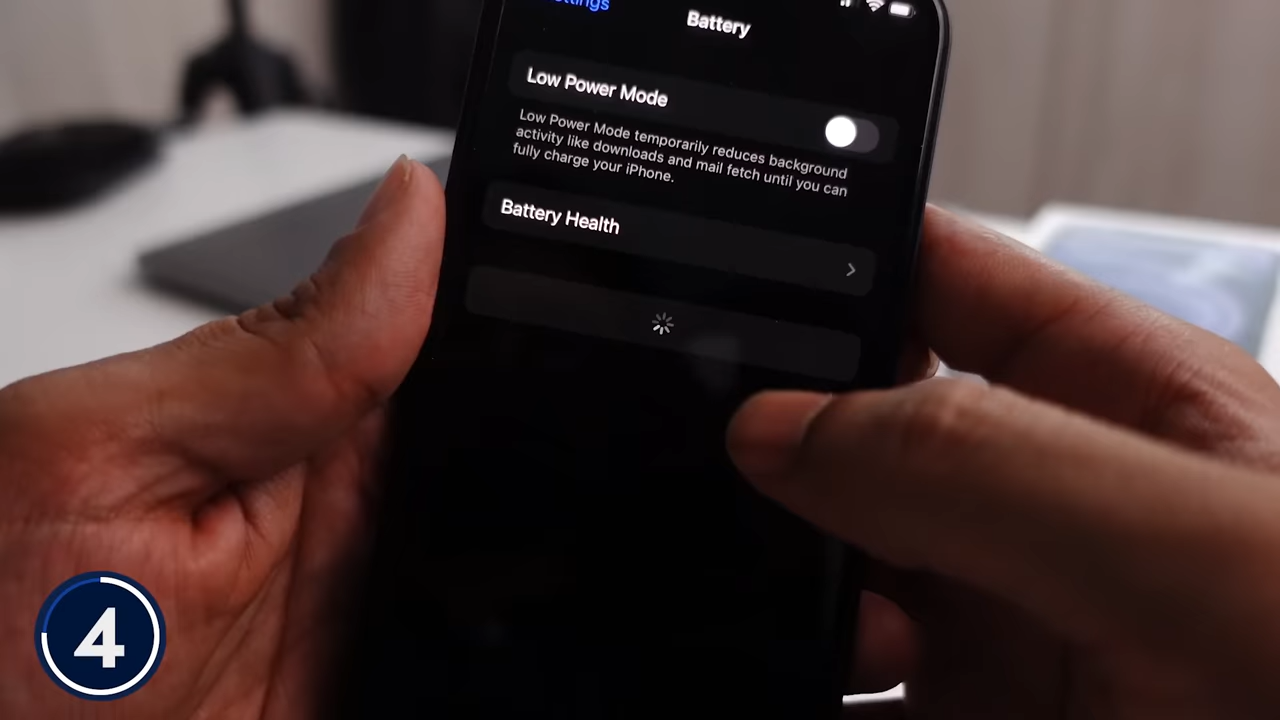 Battery
Low Power Mode
Low Power Mode temporarily reduces background
activity like downloads and mail fetch until you can
fully charge your iPhone.
Battery Health
4